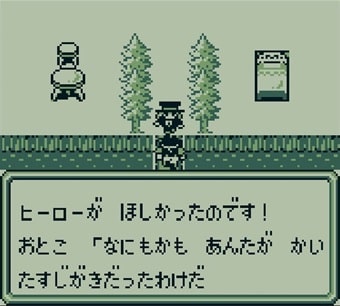 ヒーローが ほしかったのです!
おとこ 「なにもかも あんたが かい
たすじがきだったわけだ